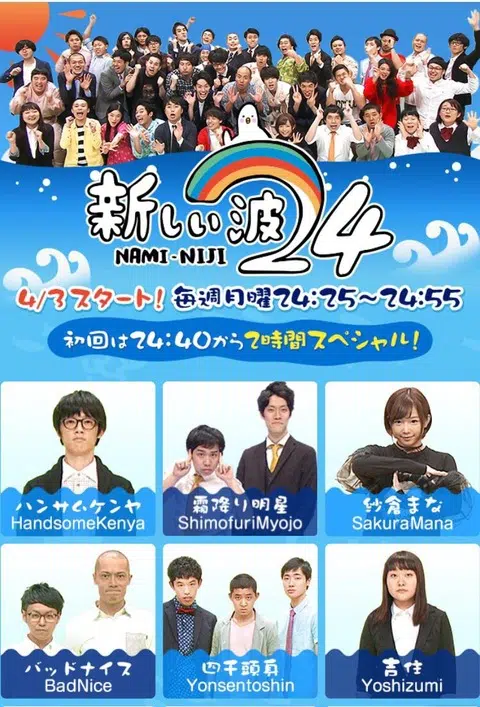 新しい波24
NAMI-NIJI
4/3スタート! 毎週月曜24:25〜24:55
初回は24:40から2時間スペシャル!
ハンサムケンヤ
HandsomeKenya
霜降り明星
ShimofuriMyojo
紗倉まな
SakuraMana
バッドナイス
BadNice
四千頭身
Yonsentoshin
吉住
Yoshizumi